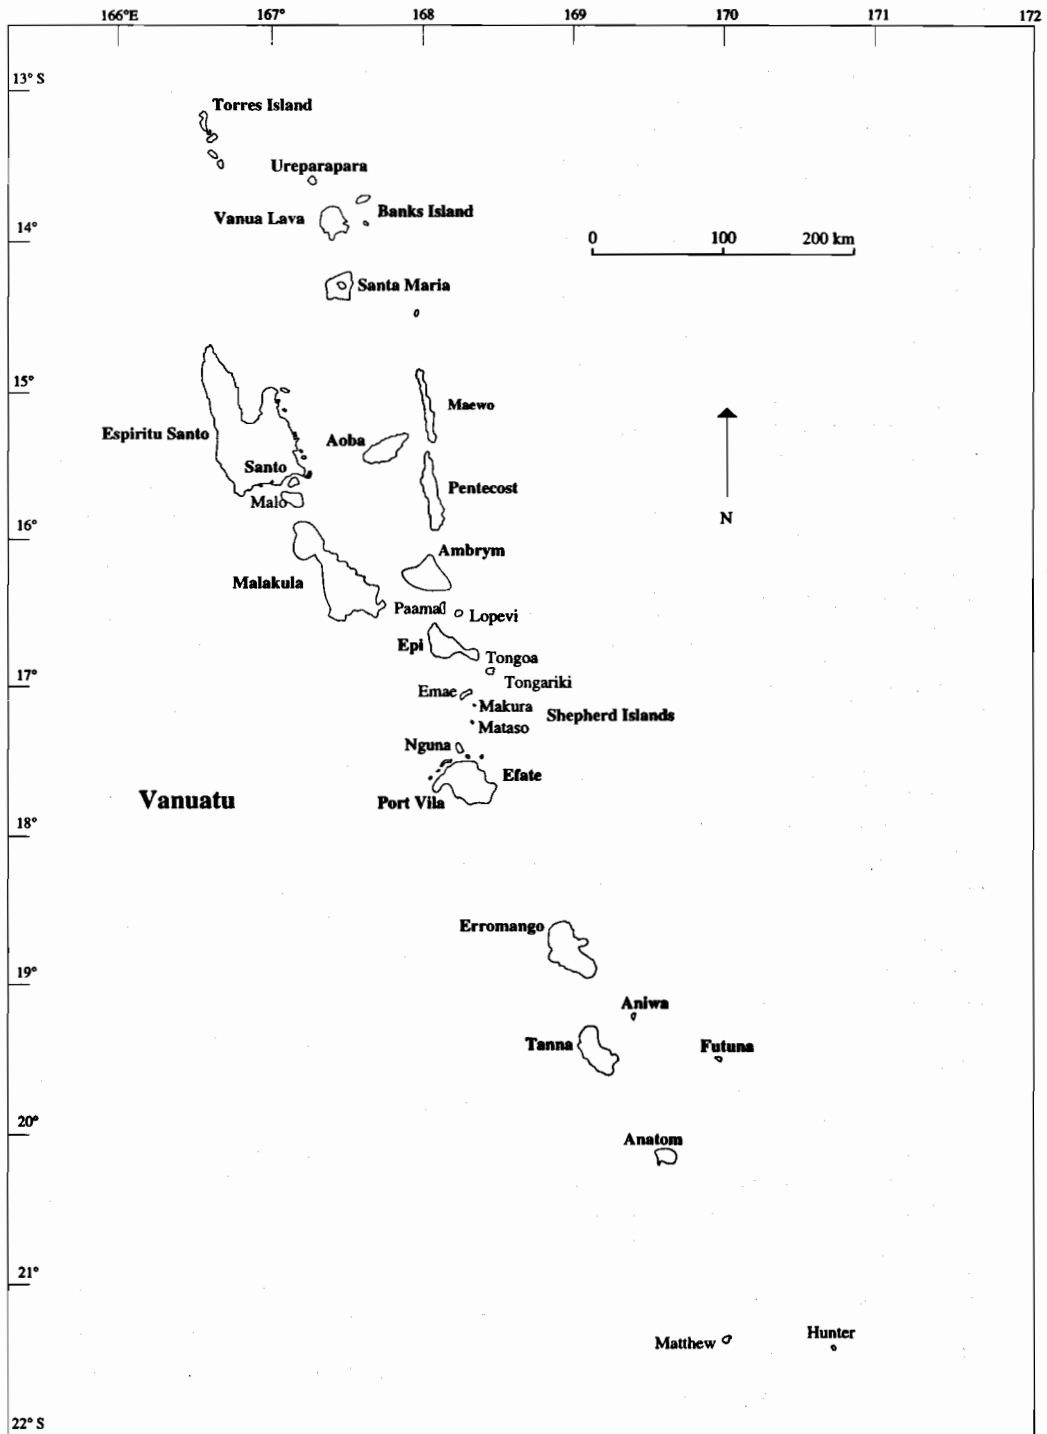 166°E 167° 168 169 170 171 172
13° S
Torres Island
Ureparapara
Banks Island
Vanua Lava
14°
0 100 200 km
Santa Maria
15°
Maewo
Espiritu Santo
Aoba
Santo
Pentecost
Malo
N
16°
Ambrym
Malakula
Paama
Lopevi
Epi
Tongoa
17°
Tongariki
Emae
Makura
Shepherd Islands
Mataso
Nguna
Efate
Vanuatu
Port Vila
18°
Erromango
19°
Aniwa
Tanna
Futuna
20°
Anatom
21°
Hunter
Matthew
22° S